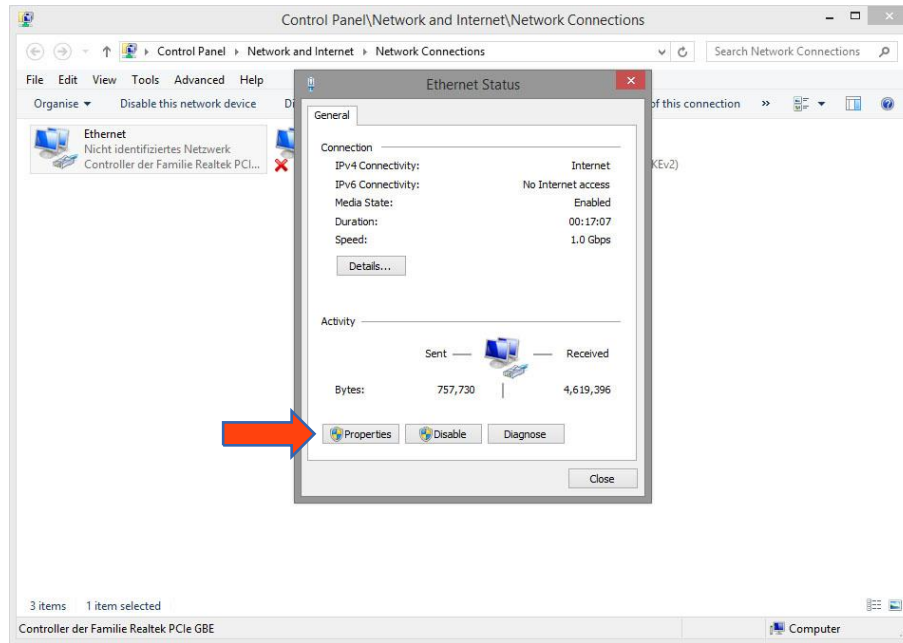 Control Panel\Network and Internet\Network Connections
Control Panel Network and Internet Network Connections
Search Network Connections
File Edit View Tools Advanced Help
Organise Disable this network device Di of this connection »
Ethernet
Nicht identifiziertes Netzwerk
Controller der Familie Realtek PCI...
KEv2)
Ethernet Status
General
Connection
IPv4 Connectivity: Internet
IPv6 Connectivity: No Internet access
Media State: Enabled
Duration: 00:17:07
Speed: 1.0 Gbps
Details...
Activity
Sent Received
Bytes: 757,730 4,619,396
Properties Disable Diagnose
Close
3 items 1 item selected
Controller der Familie Realtek PCIe GBE Computer